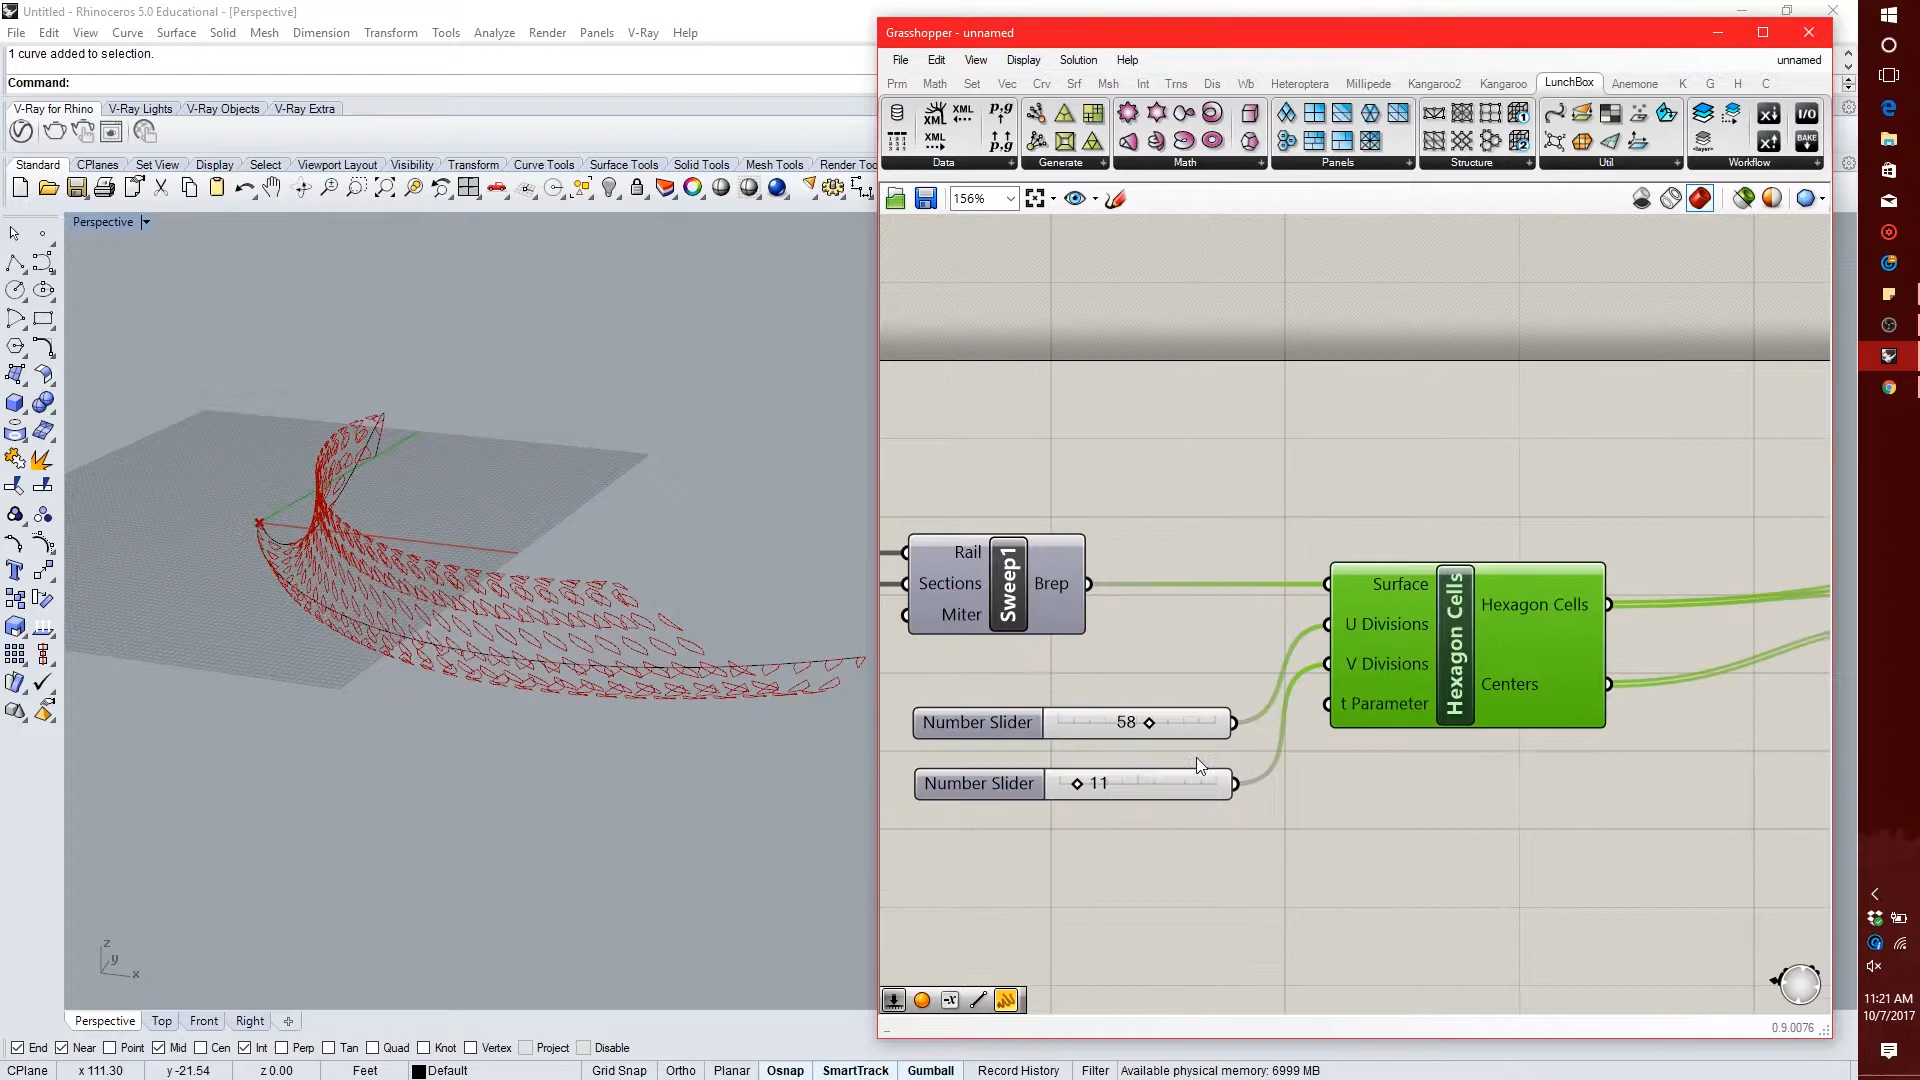 Untitled - Rhinoceros 5.0 Educational - [Perspective]
File Edit View Curve Surface Solid Mesh Dimension Transform Tools Analyze Render Panels V-Ray Help
1 curve added to selection.
Command:
V-Ray for Rhino V-Ray Lights V-Ray Objects V-Ray Extra
Standard CPlanes Set View Display Select Viewport Layout Visibility Transform Curve Tools Surface Tools Solid Tools Mesh Tools Render Too
Perspective
z
y
x
Perspective Top Front Right
End Near Point Mid Cen Int Perp Tan Quad Knot Vertex Project Disable
CPlane x 111.30 y -21.54 z 0.00 Feet Default Grid Snap Ortho Planar Osnap SmartTrack Gumball Record History Filter Available physical memory: 6999 MB
Grasshopper - unnamed
File Edit View Display Solution Help unnamed
Prm Math Set Vec Crv Srf Msh Int Trns Dis Wb Heteroptera Millipede Kangaroo2 Kangaroo LunchBox Anemone K G H C
XML XML p,g
XML p,g I/O
BAKE
Data Generate Math Panels Structure Util Workflow
156%
Rail
Sections
Miter
Sweep1
Brep
Surface
U Divisions
V Divisions
t Parameter
Hexagon Cells
Hexagon Cells
Centers
Number Slider 58
Number Slider 11
0.9.0076
11:21 AM
10/7/2017